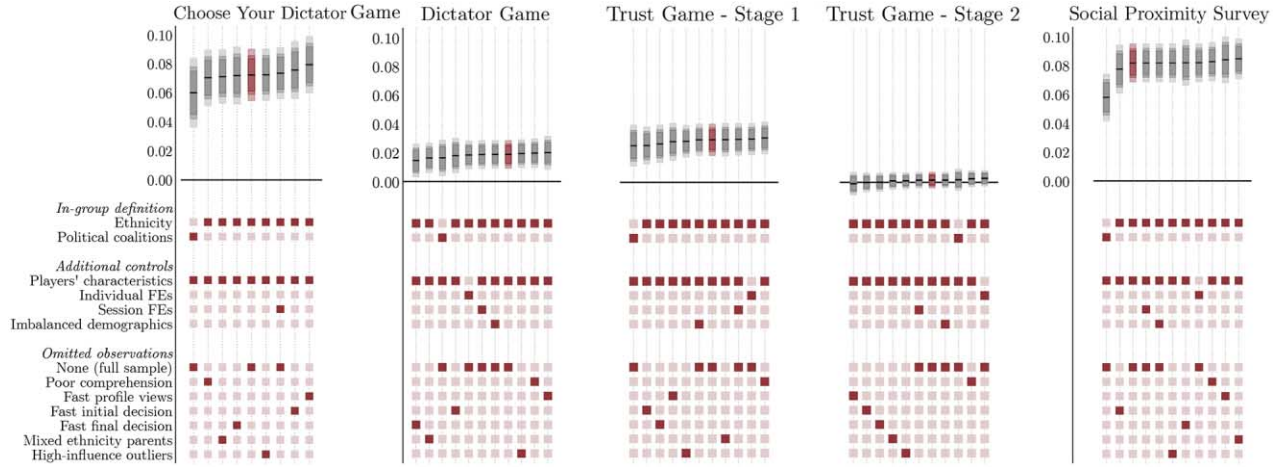 Choose Your Dictator Game
Dictator Game
Trust Game - Stage 1
Trust Game - Stage 2
Social Proximity Survey
0.10
0.08
0.06
0.04
0.02
0.00
0.10
0.08
0.06
0.04
0.02
0.00
0.10
0.08
0.06
0.04
0.02
0.00
In-group definition
Ethnicity
Political coalitions
Additional controls
Players' characteristics
Individual FEs
Session FEs
Imbalanced demographics
Omitted observations
None (full sample)
Poor comprehension
Fast profile views
Fast initial decision
Fast final decision
Mixed ethnicity parents
High-influence outliers